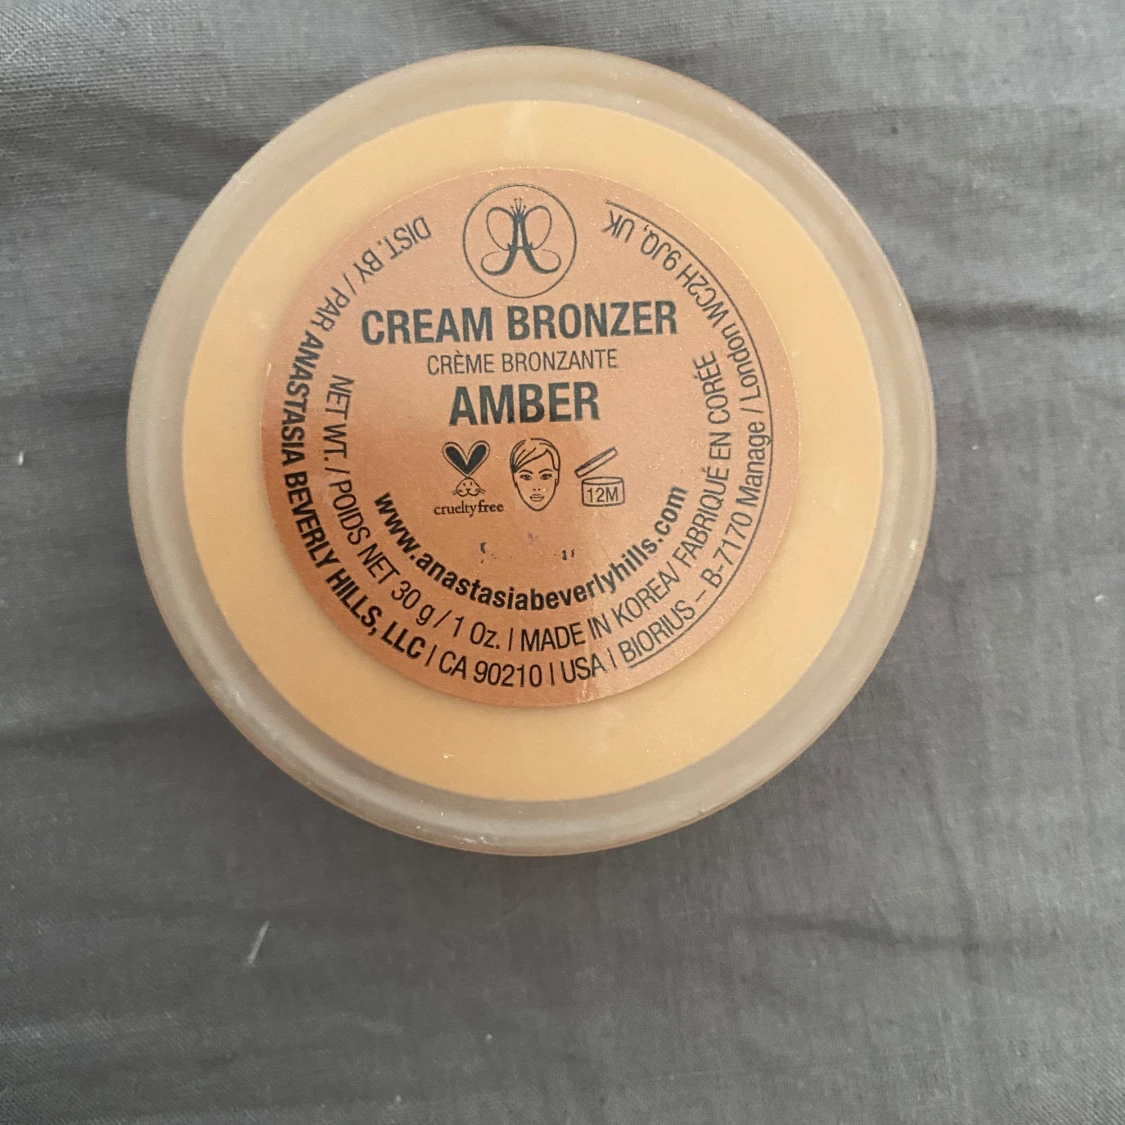 CREAM BRONZER
CRÈME BRONZANTE
AMBER
crueltyfree
12M
www.anastasiabeverlyhills.com
NET WT. / POIDS NET 30 g / 1 Oz. | MADE IN KOREA/ FABRIQUÉ EN CORÉE
DIST. BY / PAR ANASTASIA BEVERLY HILLS, LLC | CA 90210 | USA | BIORIUS – B-7170 Manage / London WC2H 9JQ, UK